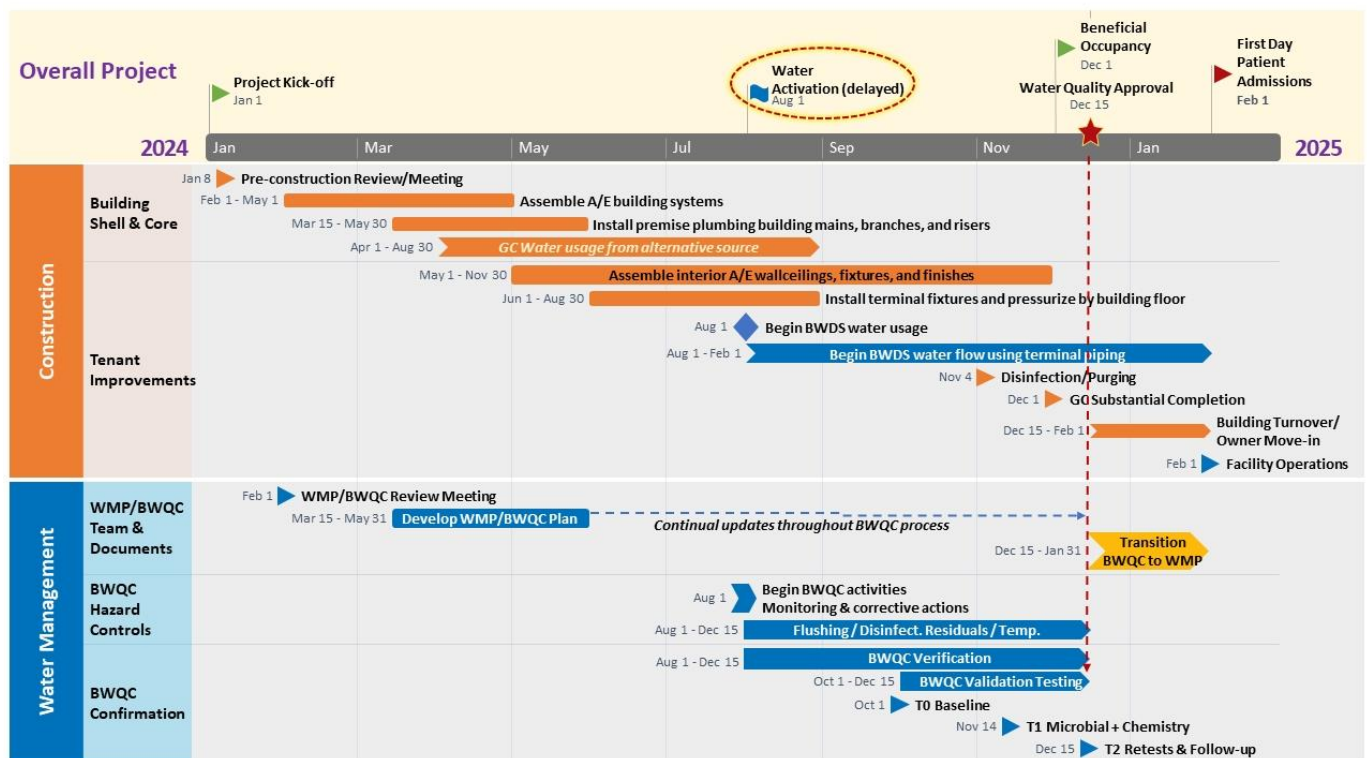 Overall Project
Project Kick-off
Jan 1
Water
Activation (delayed)
Aug 1
Beneficial
Occupancy
Dec 1
Water Quality Approval
Dec 15
First Day
Patient
Admissions
Feb 1
2024
Jan
Mar
May
Jul
Sep
Nov
Jan
2025
Construction
Building
Shell & Core
Jan 8
Pre-construction Review/Meeting
Feb 1 - May 1
Assemble A/E building systems
Mar 15 - May 30
Install premise plumbing building mains, branches, and risers
Apr 1 - Aug 30
GC Water usage from alternative source
Tenant
Improvements
May 1 - Nov 30
Assemble interior A/E wallceilings, fixtures, and finishes
Jun 1 - Aug 30
Install terminal fixtures and pressurize by building floor
Aug 1
Begin BWDS water usage
Aug 1 - Feb 1
Begin BWDS water flow using terminal piping
Nov 4
Disinfection/Purging
Dec 1
GC Substantial Completion
Dec 15 - Feb 1
Building Turnover/
Owner Move-in
Feb 1
Facility Operations
Water Management
WMP/BWQC
Team &
Documents
Feb 1
WMP/BWQC Review Meeting
Mar 15 - May 31
Develop WMP/BWQC Plan
Continual updates throughout BWQC process
Dec 15 - Jan 31
Transition
BWQC to WMP
BWQC
Hazard
Controls
Aug 1
Begin BWQC activities
Monitoring & corrective actions
Aug 1 - Dec 15
Flushing / Disinfect. Residuals / Temp.
BWQC
Confirmation
Aug 1 - Dec 15
BWQC Verification
Oct 1 - Dec 15
BWQC Validation Testing
Oct 1
T0 Baseline
Nov 14
T1 Microbial + Chemistry
Dec 15
T2 Retests & Follow-up